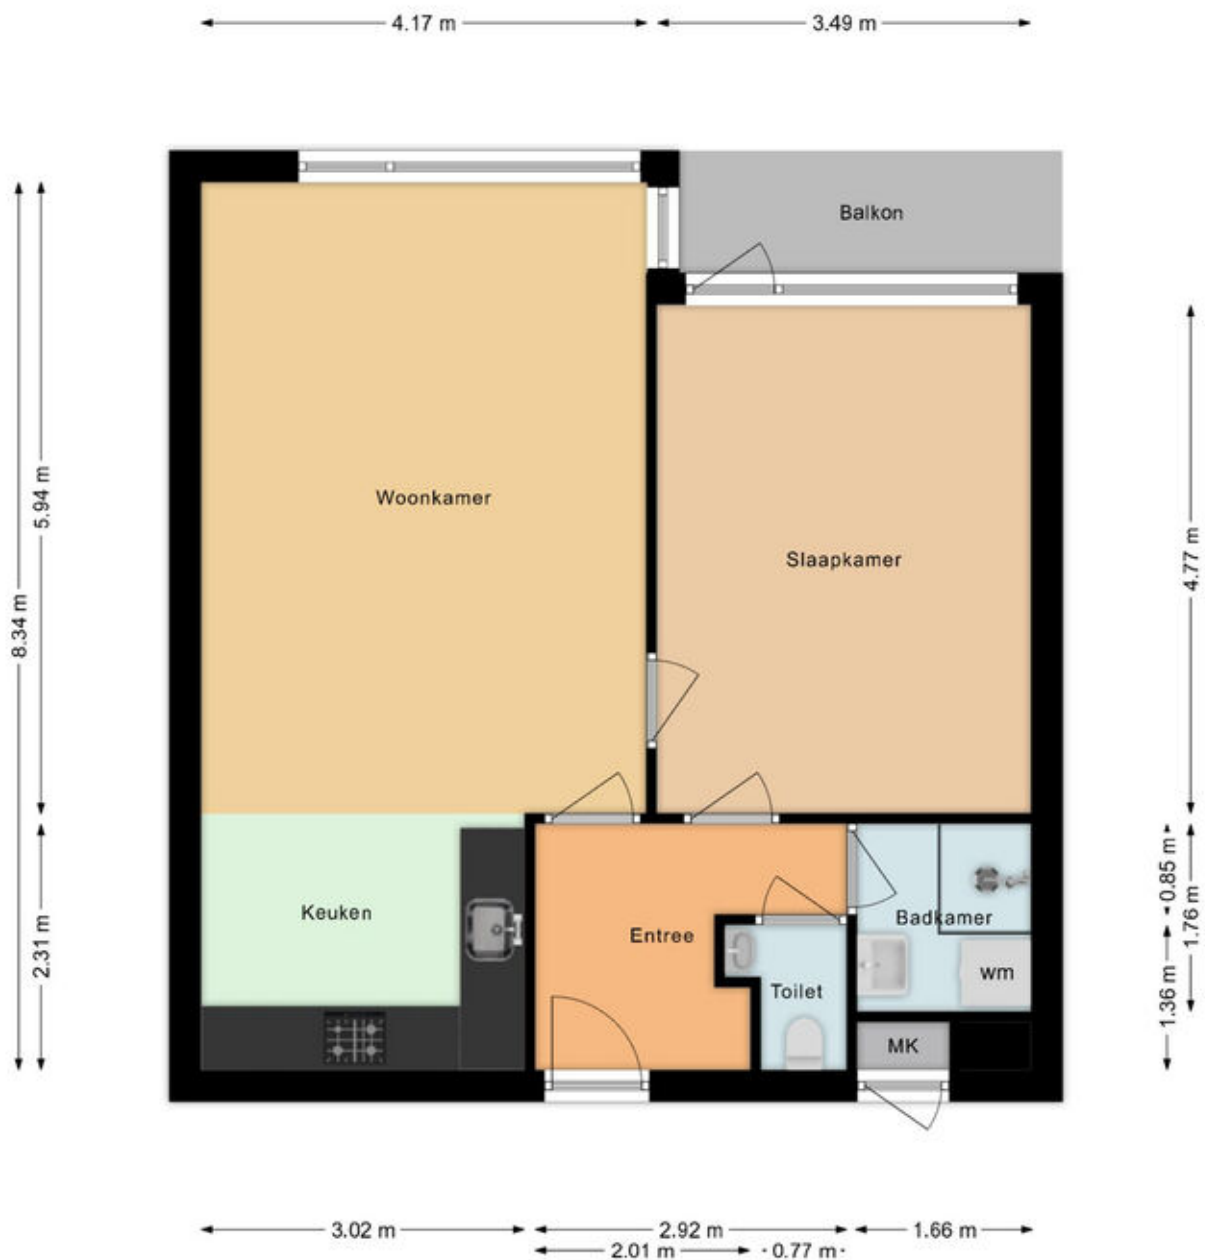 4.17 m
3.49 m
Balkon
Woonkamer
5.94 m
8.34 m
Slaapkamer
4.77 m
Keuken
Entree
Badkamer
wm
Toilet
MK
2.31 m
0.85 m
1.76 m
1.36 m
3.02 m
2.92 m
1.66 m
2.01 m
0.77 m